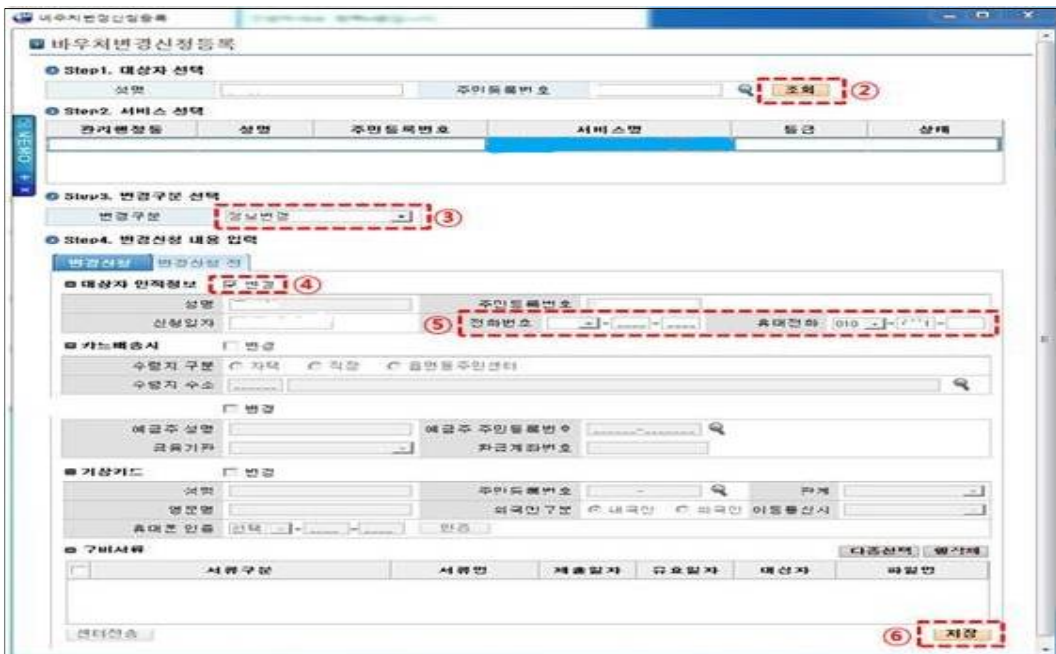 바우처변경신청등록
바우처변경신청등록
Step1. 대상자 선택
성명 주민등록번호 조회 ②
Step2. 서비스 선택
관리행정동 성명 주민등록번호 서비스명 등급 상태
MEMO
Step3. 변경구분 선택
변경구분 정보변경 ③
Step4. 변경신청 내용 입력
변경신청 변경신청 전
대상자 인적정보 변경 ④
성명 주민등록번호
신청일자 ⑤ 전화번호 - - 휴대전화 010 - -
카드배송지 변경
수령지 구분 자택 직장 읍면동주민센터
수령지 주소
변경
예금주 성명 예금주 주민등록번호
금융기관 환급계좌번호
가상카드 변경
성명 주민등록번호 - 관계
영문명 외국인구분 내국인 외국인 이동통신사
휴대폰 인증 선택 - - 인증
구비서류 다중선택 행삭제
서류구분 서류명 제출일자 유효일자 대상자 파일명
센터전송 ⑥ 저장